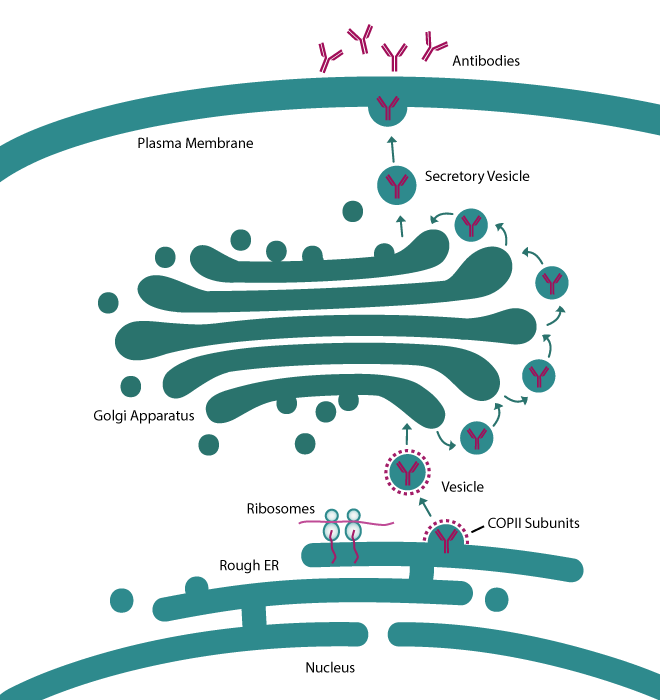 Antibodies
Plasma Membrane
Secretory Vesicle
Golgi Apparatus
Vesicle
Ribosomes
COPII Subunits
Rough ER
Nucleus